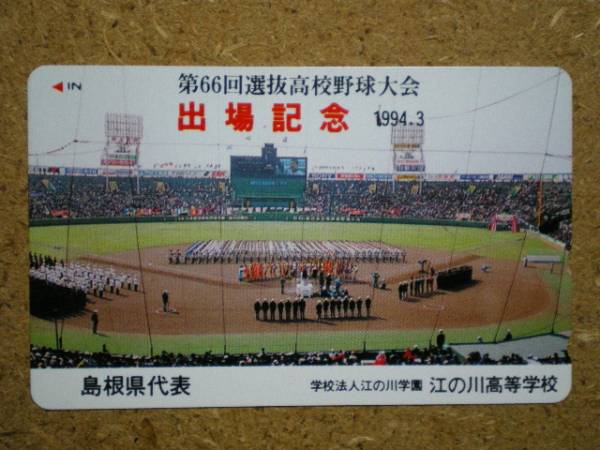 IN
第66回選抜高校野球大会
出場記念 1994.3
島根県代表 学校法人江の川学園 江の川高等学校